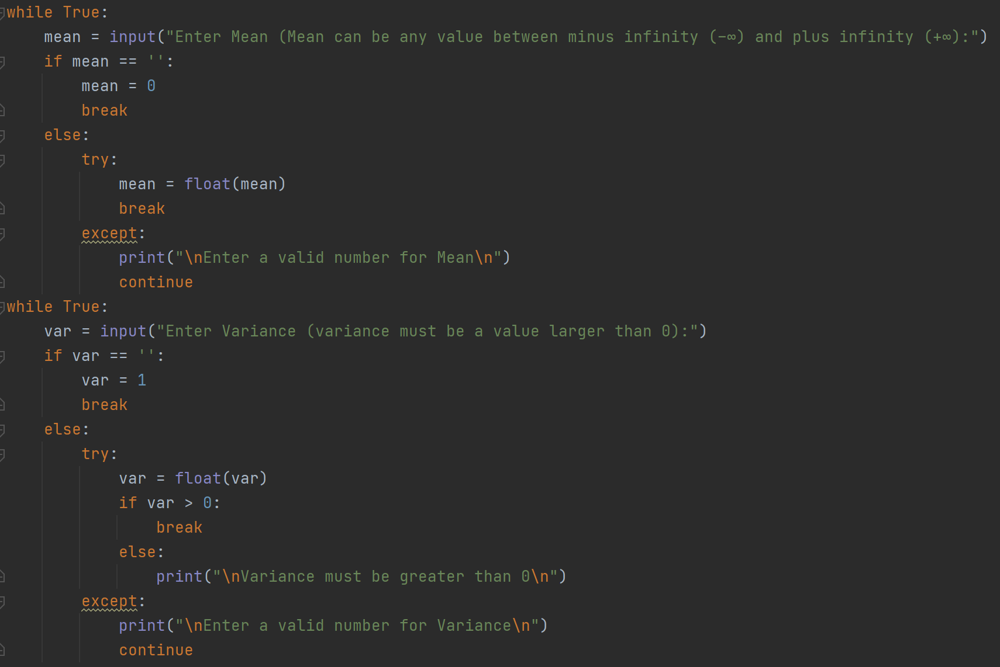 while True:
    mean = input("Enter Mean (Mean can be any value between minus infinity (-∞) and plus infinity (+∞):")
    if mean == '':
        mean = 0
        break
    else:
        try:
            mean = float(mean)
            break
        except:
            print("\nEnter a valid number for Mean\n")
            continue
while True:
    var = input("Enter Variance (variance must be a value larger than 0):")
    if var == '':
        var = 1
        break
    else:
        try:
            var = float(var)
            if var > 0:
                break
            else:
                print("\nVariance must be greater than 0\n")
        except:
            print("\nEnter a valid number for Variance\n")
            continue